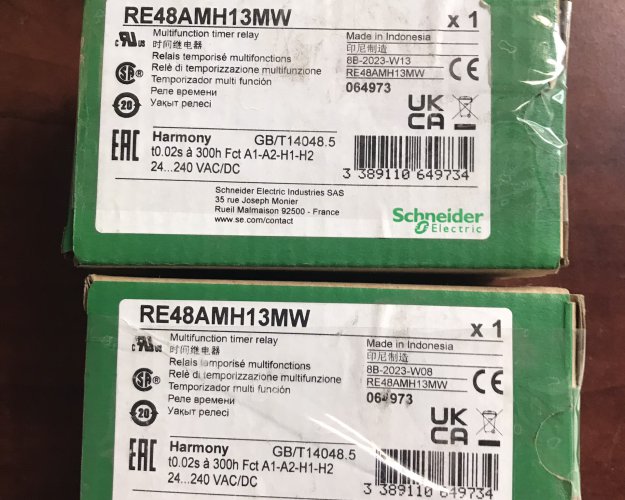 RE48AMH13MW
x 1
Multifunction timer relay
时间继电器
Relais temporisé multifonctions
Relè di temporizzazione multifunzione
Temporizador multi función
Реле времени
Уақыт релесі
Made in Indonesia
印尼制造
8B-2023-W13
RE48AMH13MW
064973
CE
UK
CA
20
EAC
Harmony GB/T14048.5
t0.02s à 300h Fct A1-A2-H1-H2
24...240 VAC/DC
3 389110 649734
Schneider Electric Industries SAS
35 rue Joseph Monier
Rueil Malmaison 92500 - France
www.se.com/contact
Schneider
Electric
RE48AMH13MW
x 1
Multifunction timer relay
时间继电器
Relais temporisé multifonctions
Relè di temporizzazione multifunzione
Temporizador multi función
Реле времени
Уақыт релесі
Made in Indonesia
印尼制造
8B-2023-W08
RE48AMH13MW
064973
CE
UK
CA
20
EAC
Harmony GB/T14048.5
t0.02s à 300h Fct A1-A2-H1-H2
24...240 VAC/DC
3 389110 649734